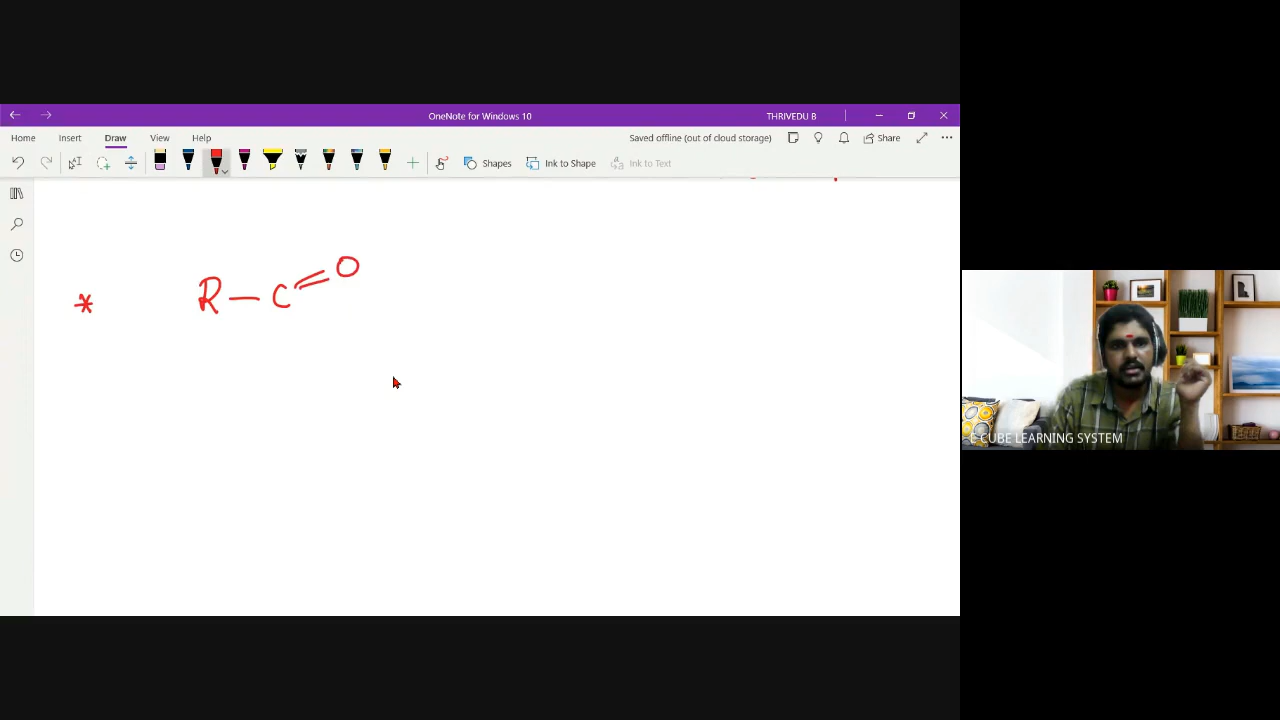 OneNote for Windows 10
THRIVEDU B
Home Insert Draw View Help
Saved offline (out of cloud storage)
Share
Shapes
Ink to Shape
Ink to Text
* R - C = O
CUBE LEARNING SYSTEM